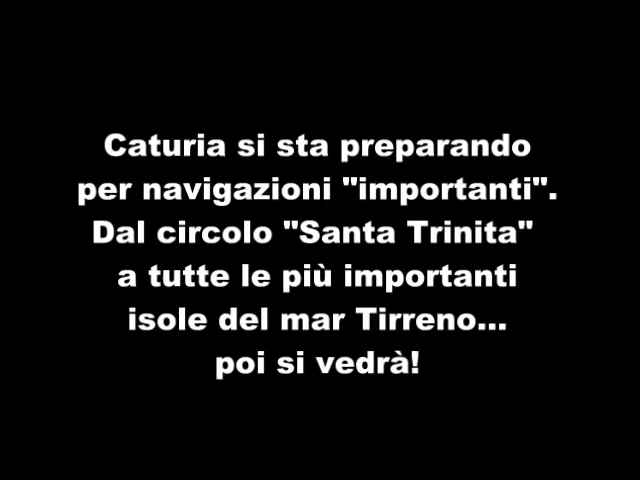 Caturia si sta preparando
per navigazioni "importanti".
Dal circolo "Santa Trinita"
a tutte le più importanti
isole del mar Tirreno...
poi si vedrà!